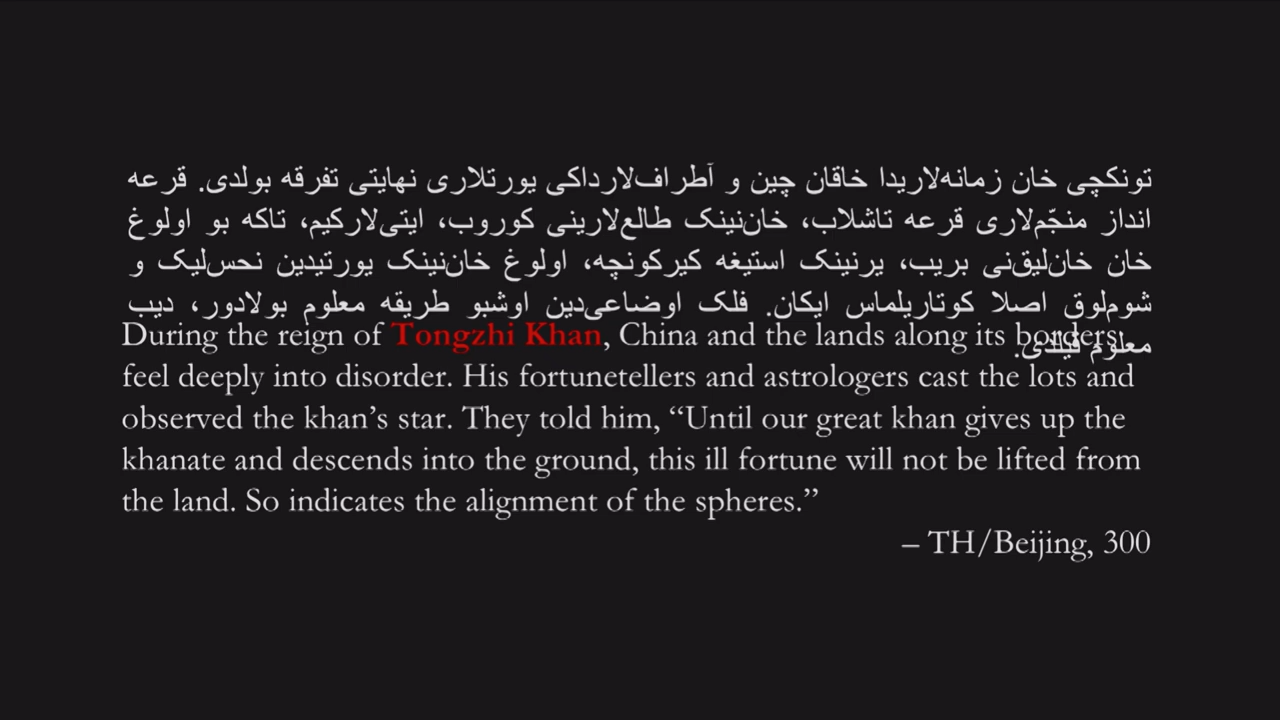 تونکچی خان زمانه‌لاریدا خاقان چین و آطراف‌لارداکی یورتلاری نهایتی تفرقه بولدی. قرعه
انداز منجّم‌لاری قرعه تاشلاب، خان‌نینک طالع‌لارینی کوروب، ایتی‌لارکیم، تاکه بو اولوغ
خان خان‌لیق‌نی بریب، یرنینک استیغه کیرکونچه، اولوغ خان‌نینک یورتیدین نحس‌لیک و
شوم‌لوق اصلا کوتاریلماس ایکان. فلک اوضاعی‌دین اوشبو طریقه معلوم بولادور، دیب
معلوم قیلدی.
During the reign of Tongzhi Khan, China and the lands along its borders
feel deeply into disorder. His fortunetellers and astrologers cast the lots and
observed the khan’s star. They told him, “Until our great khan gives up the
khanate and descends into the ground, this ill fortune will not be lifted from
the land. So indicates the alignment of the spheres.”
– TH/Beijing, 300